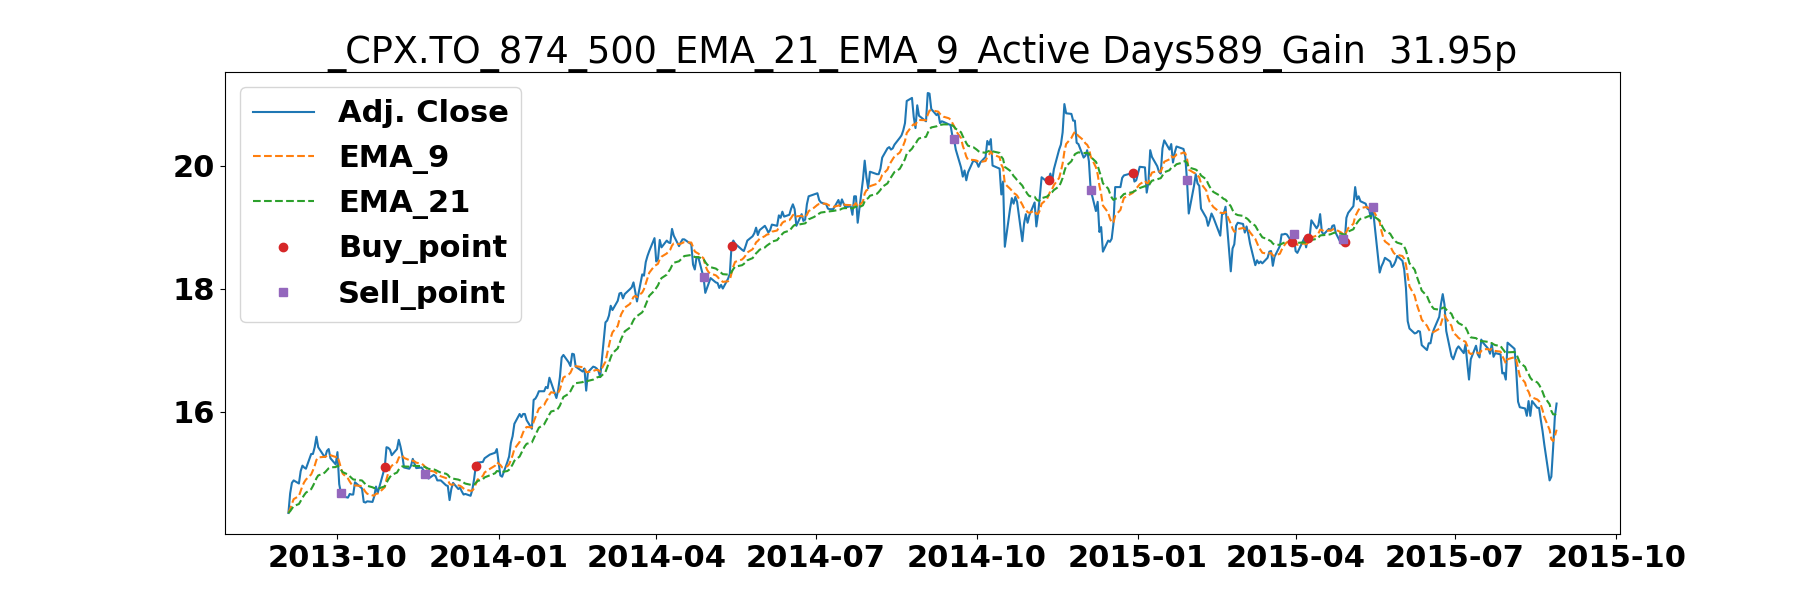 _CPX.TO_874_500_EMA_21_EMA_9_Active Days589_Gain  31.95p
Adj. Close
EMA_9
EMA_21
Buy_point
Sell_point
20
18
16
2013-10 2014-01 2014-04 2014-07 2014-10 2015-01 2015-04 2015-07 2015-10